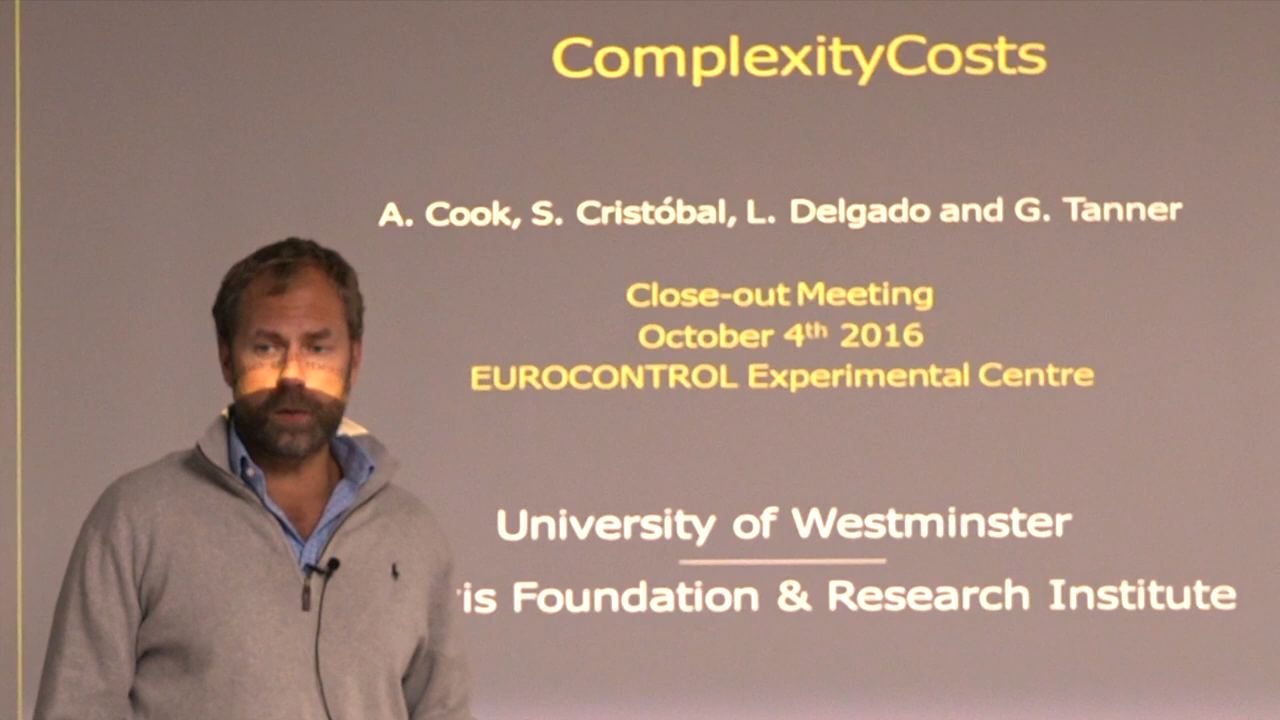 ComplexityCosts
A. Cook, S. Cristóbal, L. Delgado and G. Tanner
Close-out Meeting
October 4th 2016
EUROCONTROL Experimental Centre
University of Westminster
is Foundation & Research Institute